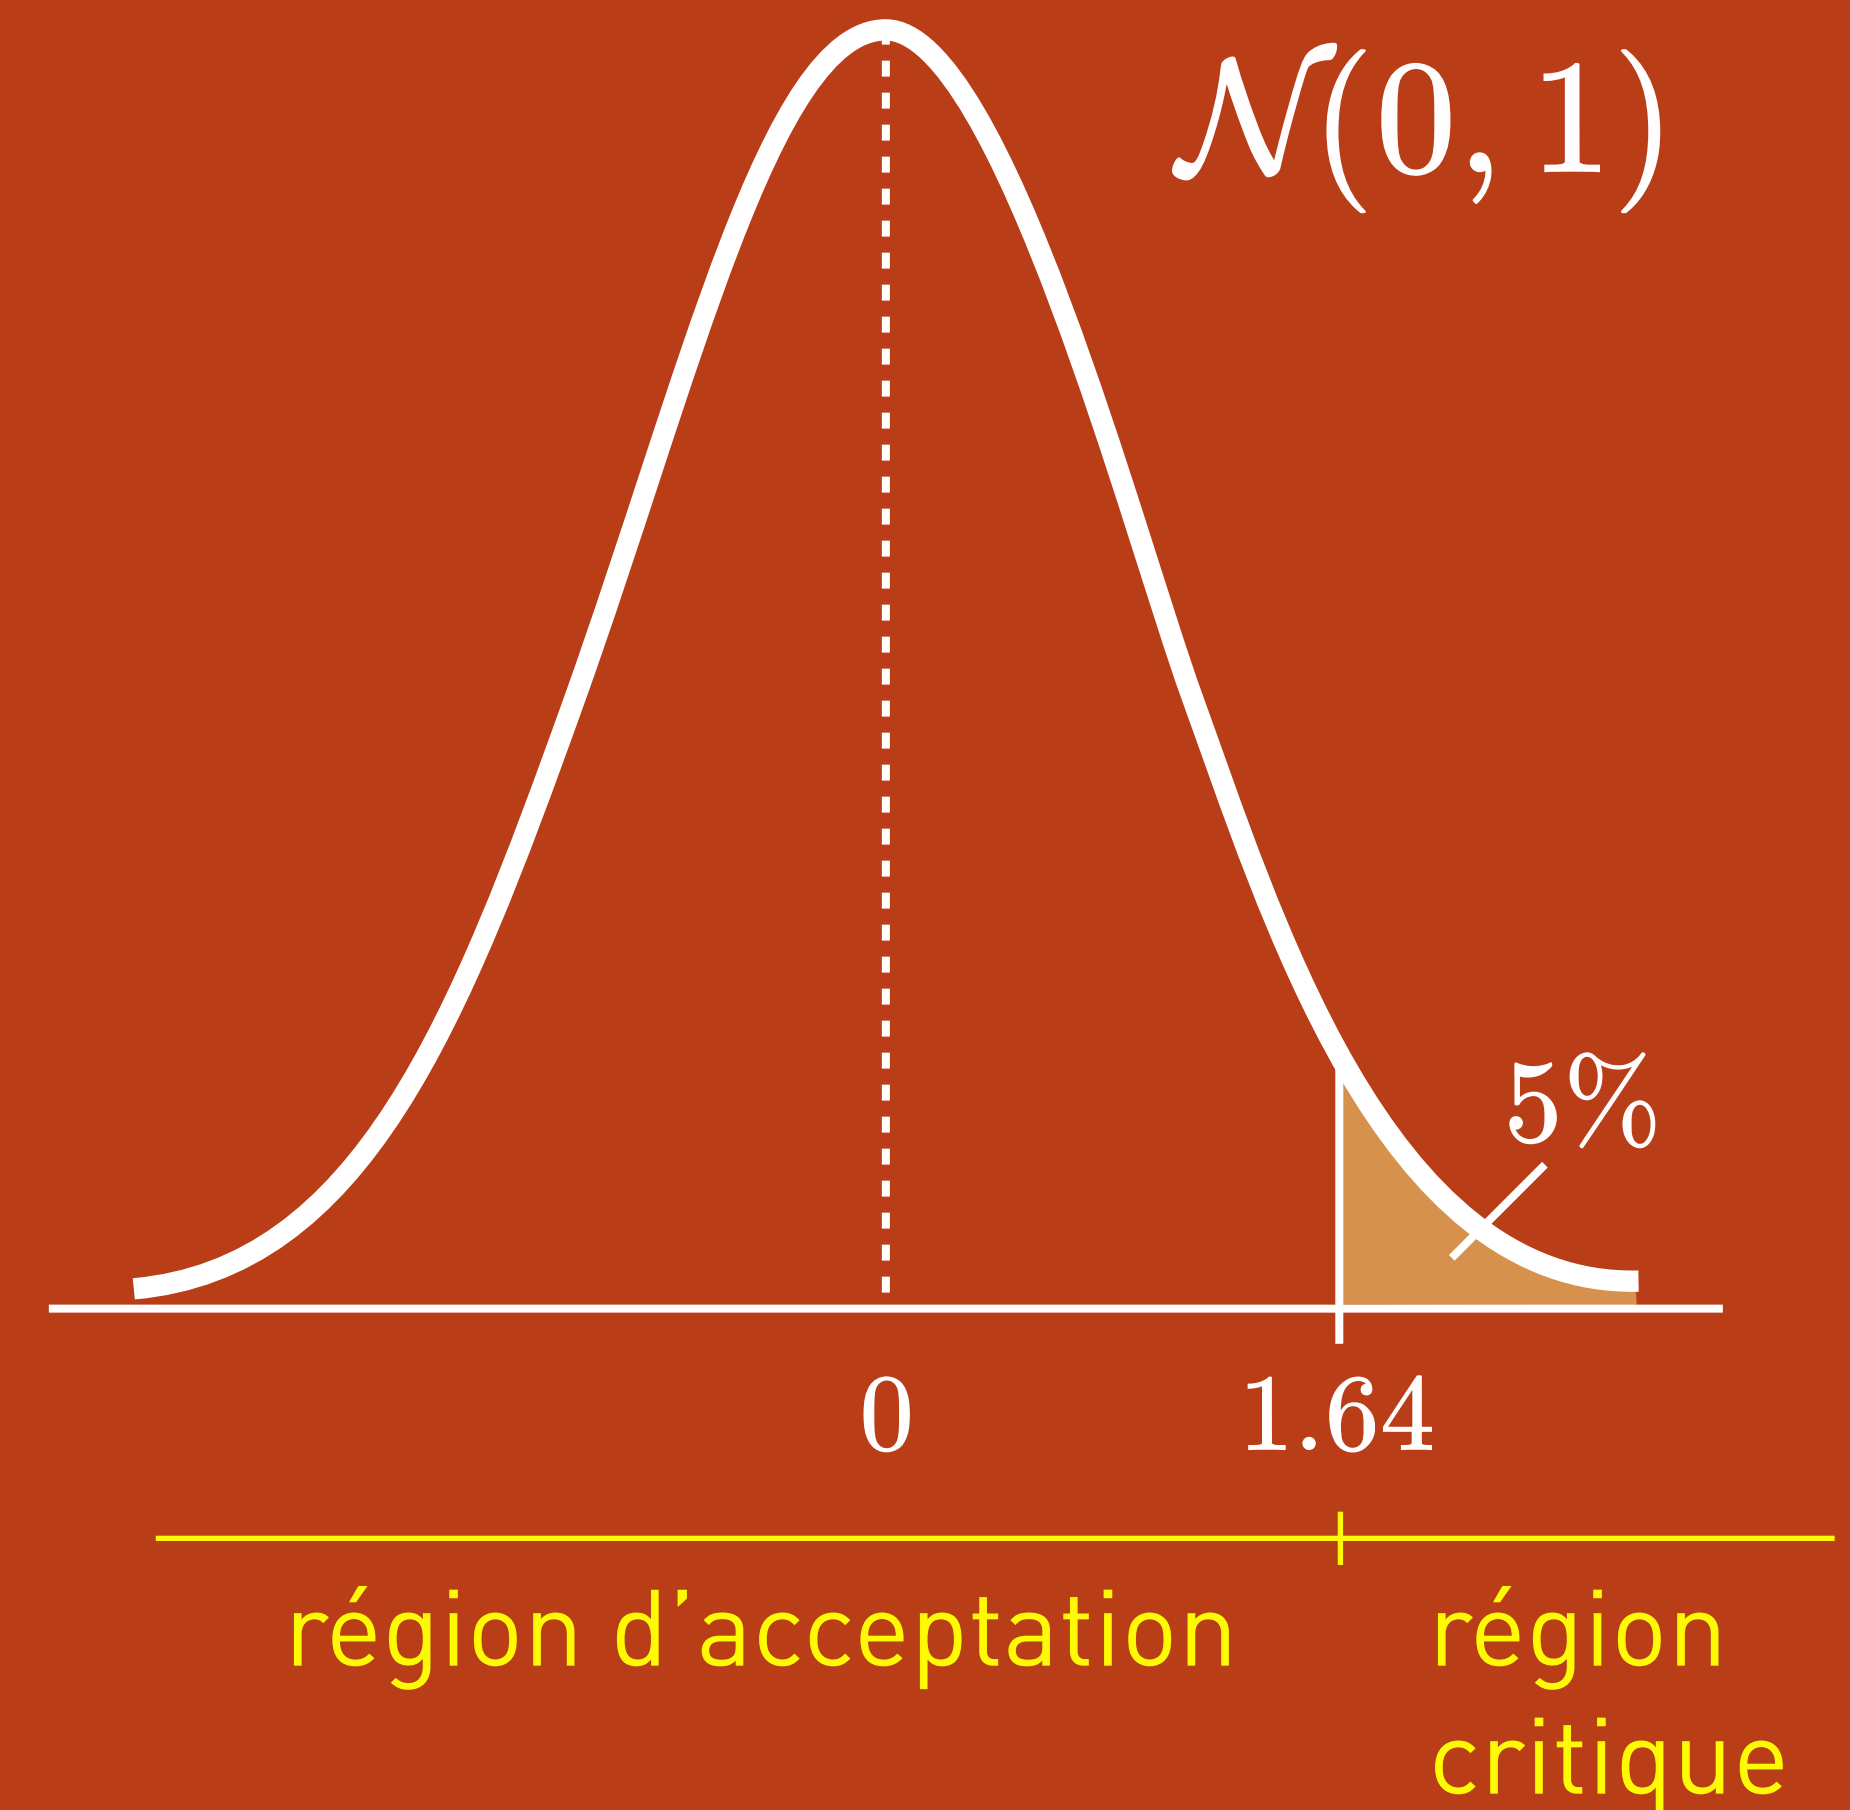 𝒩(0, 1)
5%
0 1.64
région d’acceptation région
critique